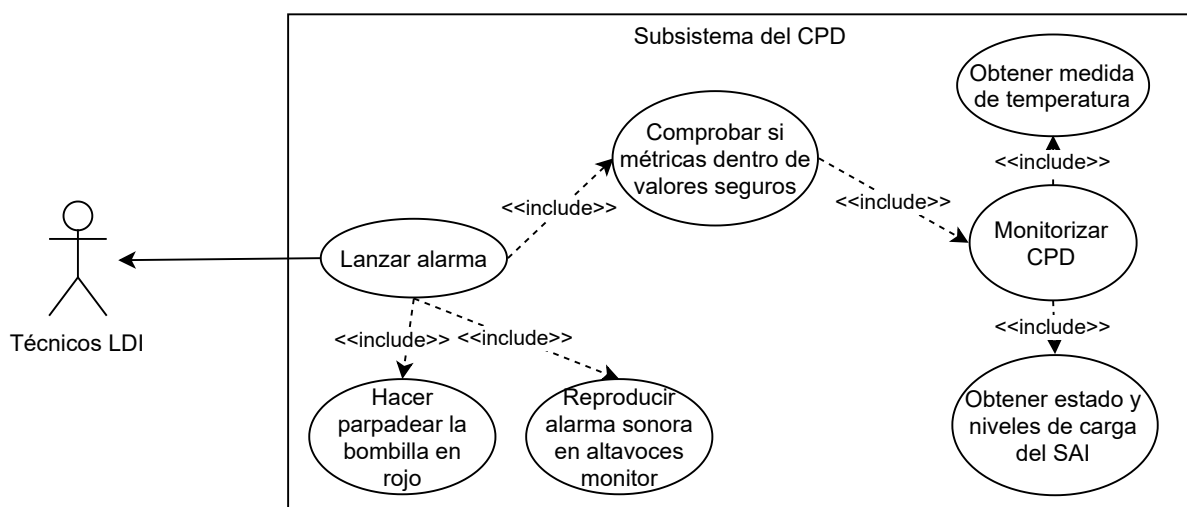 Subsistema del CPD
Obtener medida
de temperatura
Comprobar si
métricas dentro de
valores seguros
<<include>>
<<include>>
<<include>>
Monitorizar
CPD
Lanzar alarma
<<include>>
Técnicos LDI
<<include>>
<<include>>
Hacer
parpadear la
bombilla en
rojo
Reproducir
alarma sonora
en altavoces
monitor
Obtener estado y
niveles de carga
del SAI